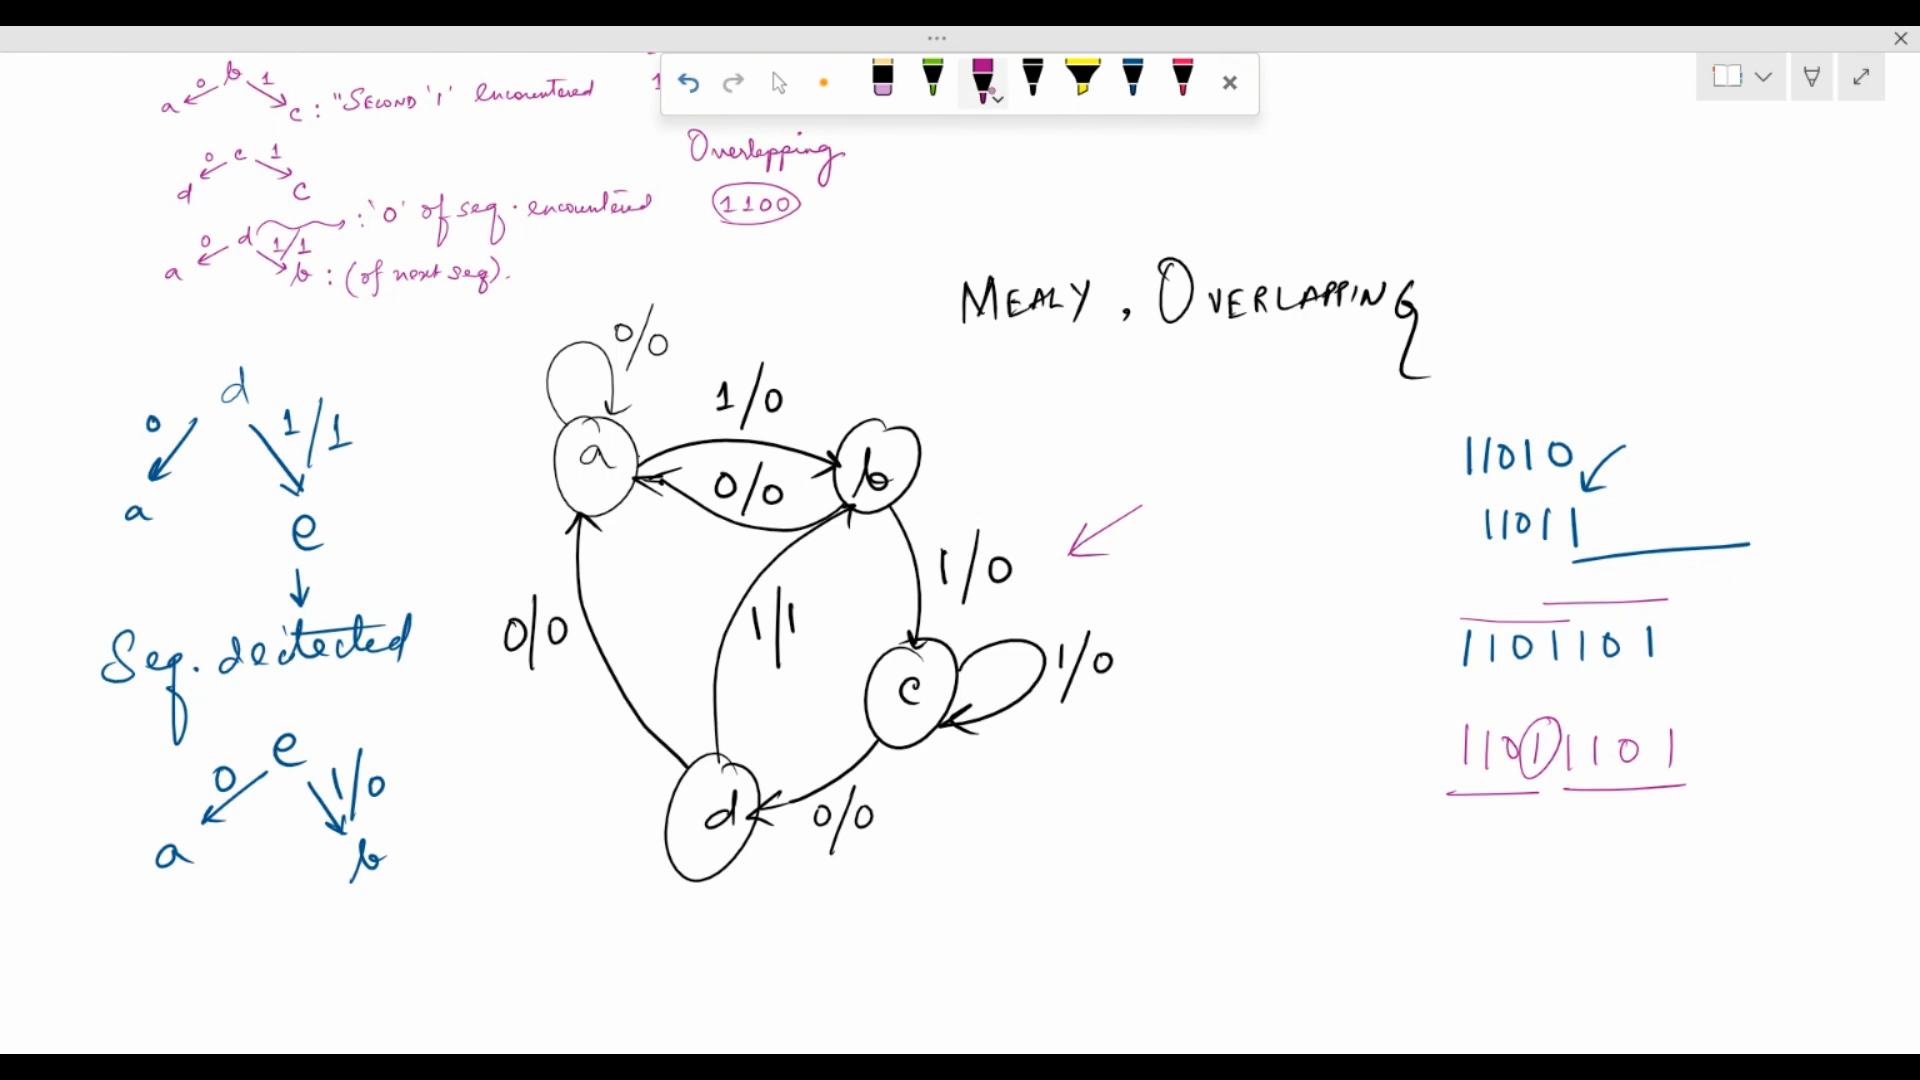 0 b 1
a c : "SECOND '1' encountered
1
0 c 1
d c
: '0' of seq. encountered
0 d 1/1
a b : (of next seq).
Overlapping
1100
MEALY, OVERLAPPING
d
0 1/1
a e
Seq. detected
e
0 1/0
a b
0/0
1/0
a
b
0/0
1/0
0/0
1/1
c
1/0
d
0/0
11010
11011
1101101
11011101